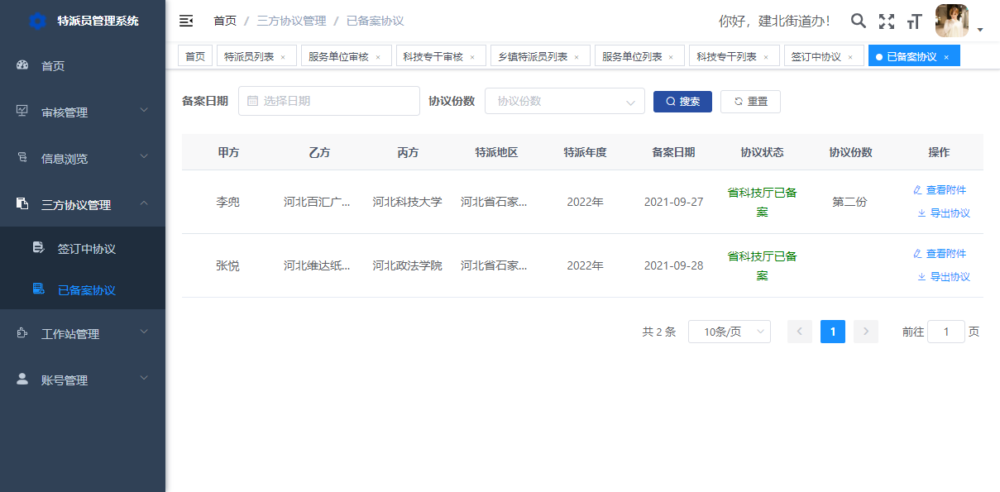 特派员管理系统
首页
审核管理
信息浏览
三方协议管理
签订中协议
已备案协议
工作站管理
账号管理
首页 / 三方协议管理 / 已备案协议
你好，建北街道办！
首页 特派员列表 × 服务单位审核 × 科技专干审核 × 乡镇特派员列表 × 服务单位列表 × 科技专干列表 × 签订中协议 × 已备案协议 ×
备案日期 选择日期 协议份数 协议份数 搜索 重置
甲方 乙方 丙方 特派地区 特派年度 备案日期 协议状态 协议份数 操作
李兜 河北百汇广... 河北科技大学 河北省石家... 2022年 2021-09-27 省科技厅已备案 第二份 查看附件
导出协议
张悦 河北维达纸... 河北政法学院 河北省石家... 2022年 2021-09-28 省科技厅已备案 查看附件
导出协议
共 2 条 10条/页 1 前往 1 页